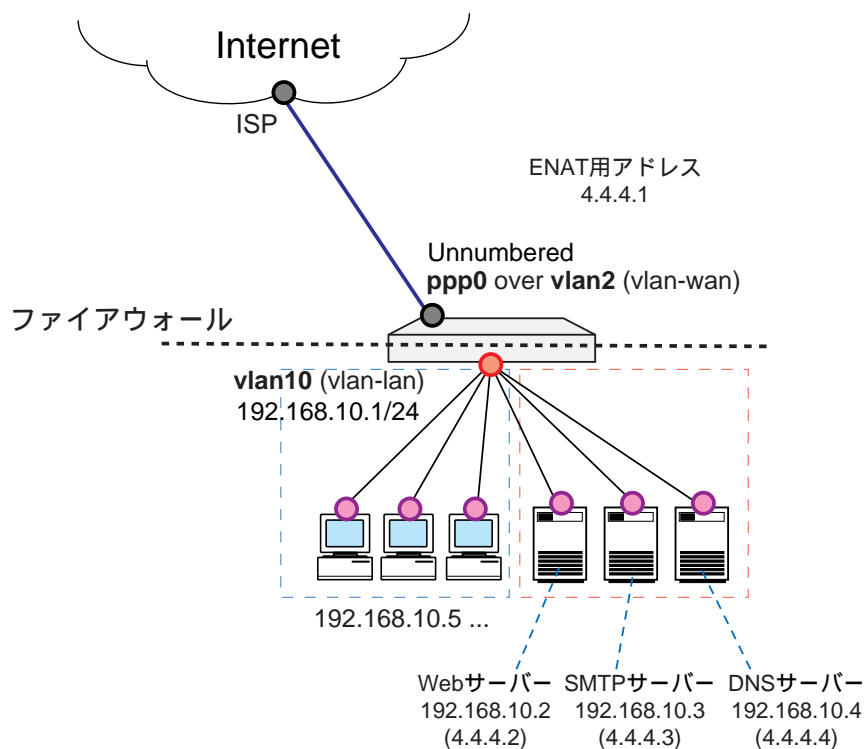 Internet
ISP
ENAT用アドレス
4.4.4.1
Unnumbered
ppp0 over vlan2 (vlan-wan)
ファイアウォール
vlan10 (vlan-lan)
192.168.10.1/24
192.168.10.5 ...
Webサーバー
192.168.10.2
(4.4.4.2)
SMTPサーバー
192.168.10.3
(4.4.4.3)
DNSサーバー
192.168.10.4
(4.4.4.4)